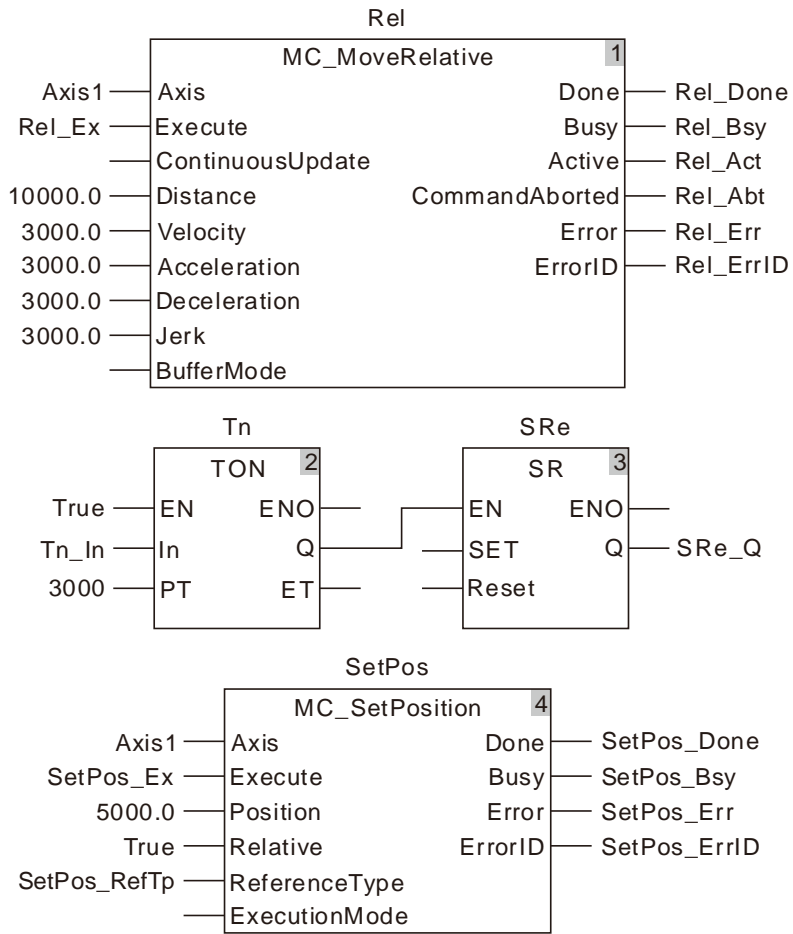 Rel
MC_MoveRelative 1
Axis1 Axis Done Rel_Done
Rel_Ex Execute Busy Rel_Bsy
ContinuousUpdate Active Rel_Act
10000.0 Distance CommandAborted Rel_Abt
3000.0 Velocity Error Rel_Err
3000.0 Acceleration ErrorID Rel_ErrID
3000.0 Deceleration
3000.0 Jerk
BufferMode
Tn SRe
TON 2 SR 3
True EN ENO EN ENO
Tn_In In Q SET Q SRe_Q
3000 PT ET Reset
SetPos
MC_SetPosition 4
Axis1 Axis Done SetPos_Done
SetPos_Ex Execute Busy SetPos_Bsy
5000.0 Position Error SetPos_Err
True Relative ErrorID SetPos_ErrID
SetPos_RefTp ReferenceType
ExecutionMode